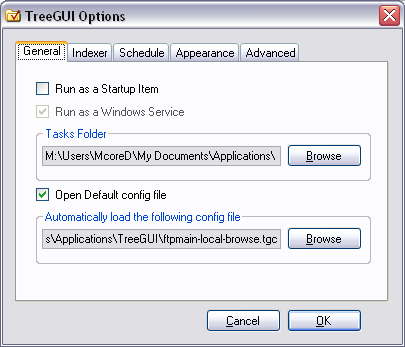 TreeGUI Options
General Indexer Schedule Appearance Advanced
Run as a Startup Item
Run as a Windows Service
Tasks Folder
M:\Users\McoreD\My Documents\Applications\ Browse
Open Default config file
Automatically load the following config file
s\Applications\TreeGUI\ftpmain-local-browse.tgc Browse
Cancel OK